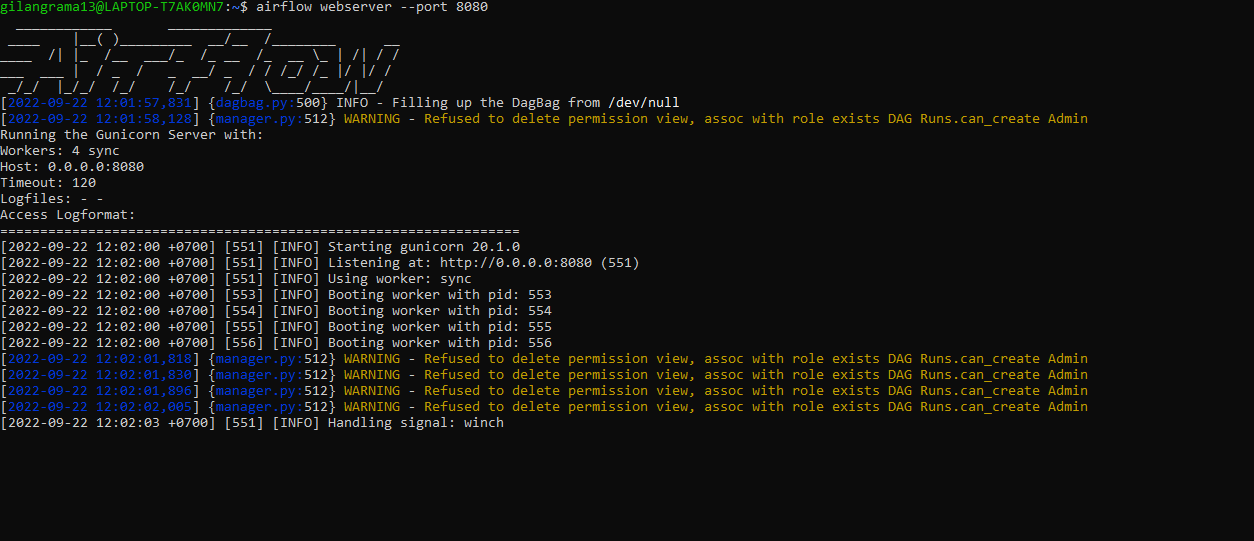 gilangrama13@LAPTOP-T7AK0MN7:~$ airflow webserver --port 8080
  ____________       _____________
 ____    |__( )_________  __/__  /________      __
____  /| |_  /__  ___/_  /_ __  /_  __ \_ | /| / /
___  ___ |  / _  /   _  __/ _  / / /_/ /_ |/ |/ /
 _/_/  |_/_/  /_/    /_/    /_/  \____/____/|__/
[2022-09-22 12:01:57,831] {dagbag.py:500} INFO - Filling up the DagBag from /dev/null
[2022-09-22 12:01:58,128] {manager.py:512} WARNING - Refused to delete permission view, assoc with role exists DAG Runs.can_create Admin
Running the Gunicorn Server with:
Workers: 4 sync
Host: 0.0.0.0:8080
Timeout: 120
Logfiles: - -
Access Logformat:
=================================================================
[2022-09-22 12:02:00 +0700] [551] [INFO] Starting gunicorn 20.1.0
[2022-09-22 12:02:00 +0700] [551] [INFO] Listening at: http://0.0.0.0:8080 (551)
[2022-09-22 12:02:00 +0700] [551] [INFO] Using worker: sync
[2022-09-22 12:02:00 +0700] [553] [INFO] Booting worker with pid: 553
[2022-09-22 12:02:00 +0700] [554] [INFO] Booting worker with pid: 554
[2022-09-22 12:02:00 +0700] [555] [INFO] Booting worker with pid: 555
[2022-09-22 12:02:00 +0700] [556] [INFO] Booting worker with pid: 556
[2022-09-22 12:02:01,818] {manager.py:512} WARNING - Refused to delete permission view, assoc with role exists DAG Runs.can_create Admin
[2022-09-22 12:02:01,830] {manager.py:512} WARNING - Refused to delete permission view, assoc with role exists DAG Runs.can_create Admin
[2022-09-22 12:02:01,896] {manager.py:512} WARNING - Refused to delete permission view, assoc with role exists DAG Runs.can_create Admin
[2022-09-22 12:02:02,005] {manager.py:512} WARNING - Refused to delete permission view, assoc with role exists DAG Runs.can_create Admin
[2022-09-22 12:02:03 +0700] [551] [INFO] Handling signal: winch